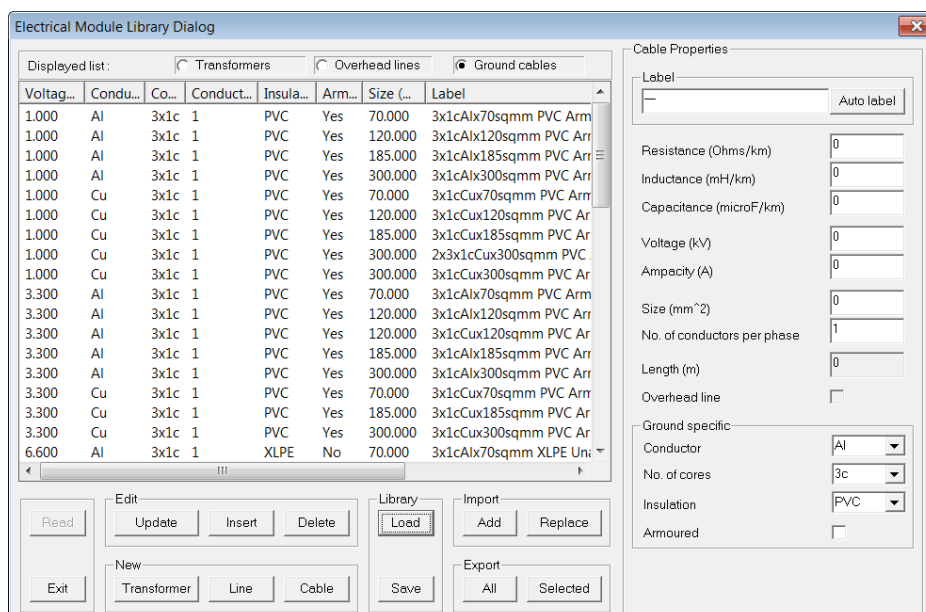 Electrical Module Library Dialog
Displayed list :
Transformers
Overhead lines
Ground cables
Voltag... Condu... Co... Conduct... Insula... Arm... Size (... Label
1.000 Al 3x1c 1 PVC Yes 70.000 3x1cAlx70sqmm PVC Arm
1.000 Al 3x1c 1 PVC Yes 120.000 3x1cAlx120sqmm PVC Arr
1.000 Al 3x1c 1 PVC Yes 185.000 3x1cAlx185sqmm PVC Arr
1.000 Al 3x1c 1 PVC Yes 300.000 3x1cAlx300sqmm PVC Arr
1.000 Cu 3x1c 1 PVC Yes 70.000 3x1cCux70sqmm PVC Arm
1.000 Cu 3x1c 1 PVC Yes 120.000 3x1cCux120sqmm PVC Ar
1.000 Cu 3x1c 1 PVC Yes 185.000 3x1cCux185sqmm PVC Ar
1.000 Cu 3x1c 1 PVC Yes 300.000 2x3x1cCux300sqmm PVC .
1.000 Cu 3x1c 1 PVC Yes 300.000 3x1cCux300sqmm PVC Ar
3.300 Al 3x1c 1 PVC Yes 70.000 3x1cAlx70sqmm PVC Arm
3.300 Al 3x1c 1 PVC Yes 120.000 3x1cAlx120sqmm PVC Arr
3.300 Al 3x1c 1 PVC Yes 120.000 3x1cCux120sqmm PVC Ar
3.300 Al 3x1c 1 PVC Yes 185.000 3x1cAlx185sqmm PVC Arr
3.300 Al 3x1c 1 PVC Yes 300.000 3x1cAlx300sqmm PVC Arr
3.300 Cu 3x1c 1 PVC Yes 70.000 3x1cCux70sqmm PVC Arm
3.300 Cu 3x1c 1 PVC Yes 185.000 3x1cCux185sqmm PVC Ar
3.300 Cu 3x1c 1 PVC Yes 300.000 3x1cCux300sqmm PVC Ar
6.600 Al 3x1c 1 XLPE No 70.000 3x1cAlx70sqmm XLPE Una
Read
Exit
Edit
Update Insert Delete
New
Transformer Line Cable
Library
Load
Save
Import
Add Replace
Export
All Selected
Cable Properties
Label
--- Auto label
Resistance (Ohms/km) 0
Inductance (mH/km) 0
Capacitance (microF/km) 0
Voltage (kV) 0
Ampacity (A) 0
Size (mm^2) 0
No. of conductors per phase 1
Length (m) 0
Overhead line
Ground specific
Conductor Al
No. of cores 3c
Insulation PVC
Armoured